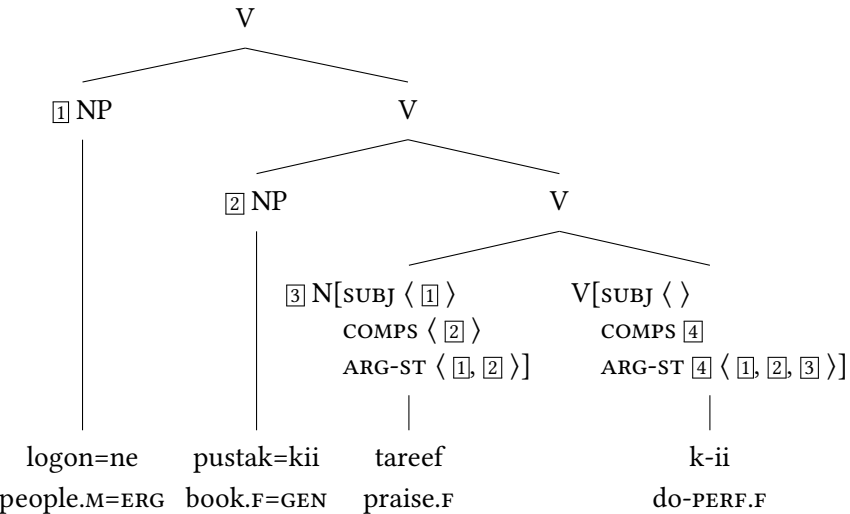 V
1 NP V
2 NP V
3 N[SUBJ ⟨ 1 ⟩ V[SUBJ ⟨ ⟩
COMPS ⟨ 2 ⟩ COMPS 4
ARG-ST ⟨ 1, 2 ⟩] ARG-ST 4 ⟨ 1, 2, 3 ⟩]
logon=ne pustak=kii tareef k-ii
people.M=ERG book.F=GEN praise.F do-PERF.F